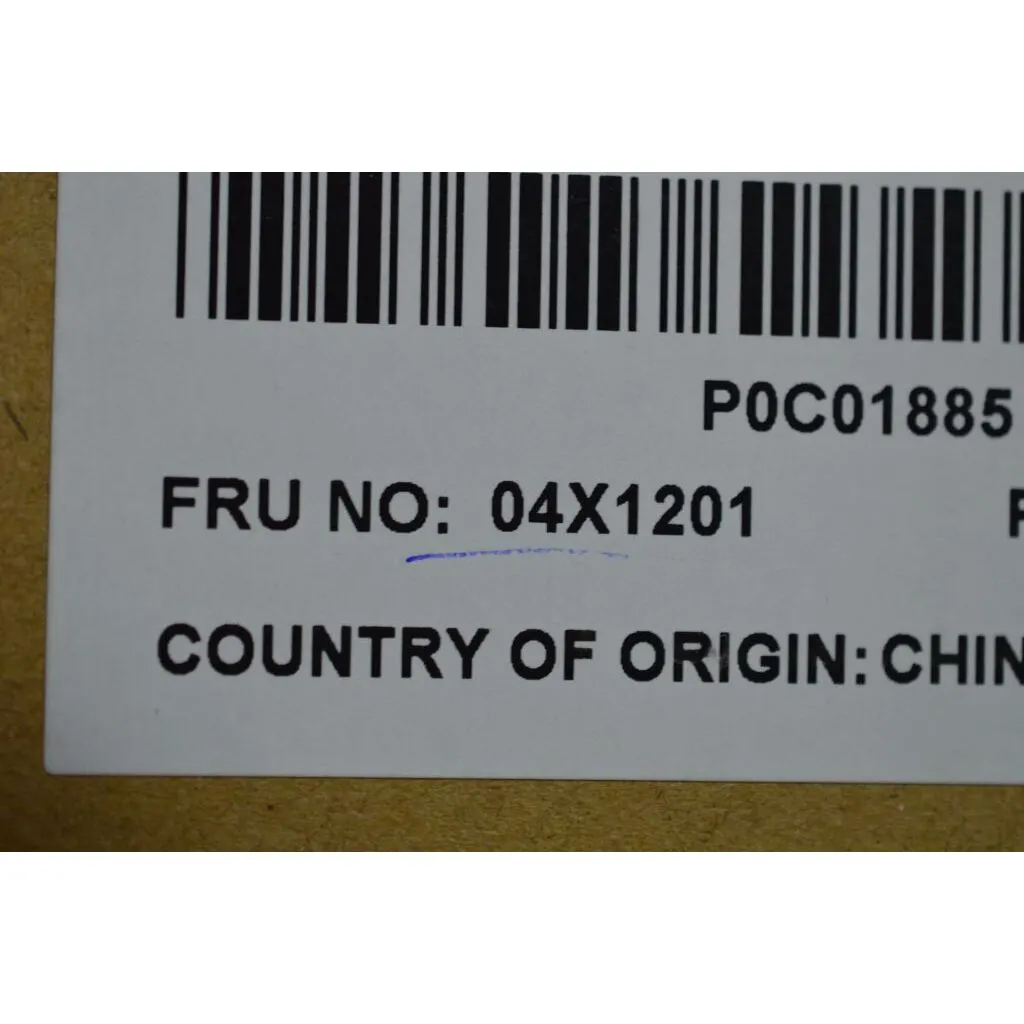 P0C01885
FRU NO: 04X1201
COUNTRY OF ORIGIN: CHIN